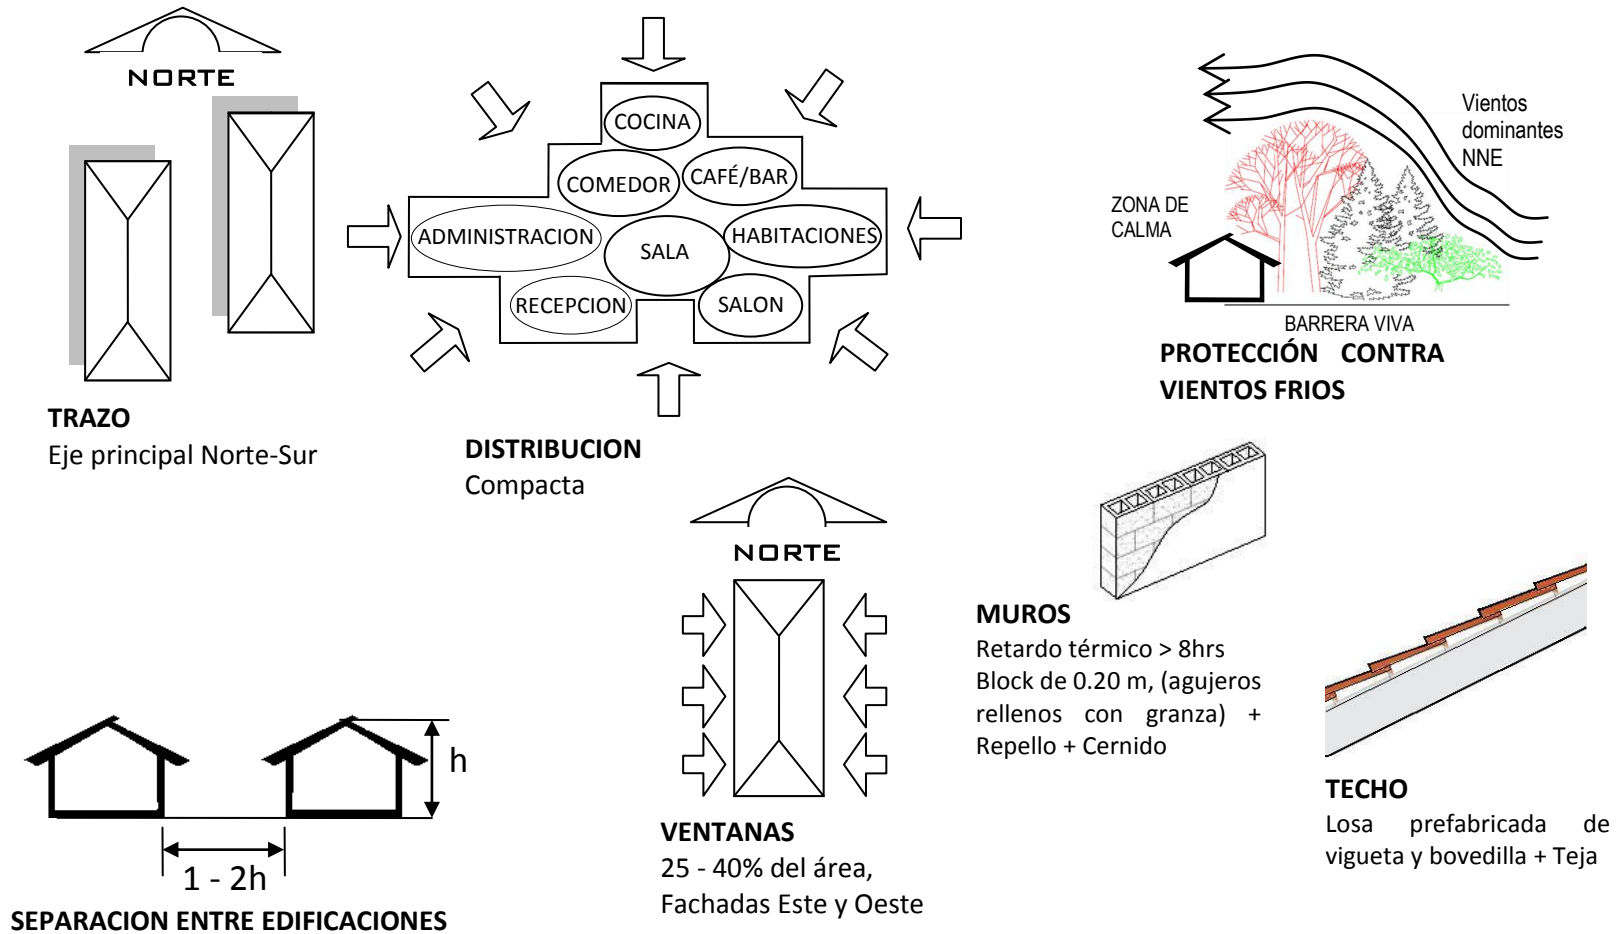 NORTE
TRAZO
Eje principal Norte-Sur
COCINA
COMEDOR
CAFÉ/BAR
ADMINISTRACION
SALA
HABITACIONES
RECEPCION
SALON
DISTRIBUCION
Compacta
Vientos
dominantes
NNE
ZONA DE
CALMA
BARRERA VIVA
PROTECCIÓN CONTRA
VIENTOS FRIOS
h
1 - 2h
SEPARACION ENTRE EDIFICACIONES
NORTE
VENTANAS
25 - 40% del área,
Fachadas Este y Oeste
MUROS
Retardo térmico > 8hrs
Block de 0.20 m, (agujeros
rellenos con granza) +
Repello + Cernido
TECHO
Losa prefabricada de
vigueta y bovedilla + Teja